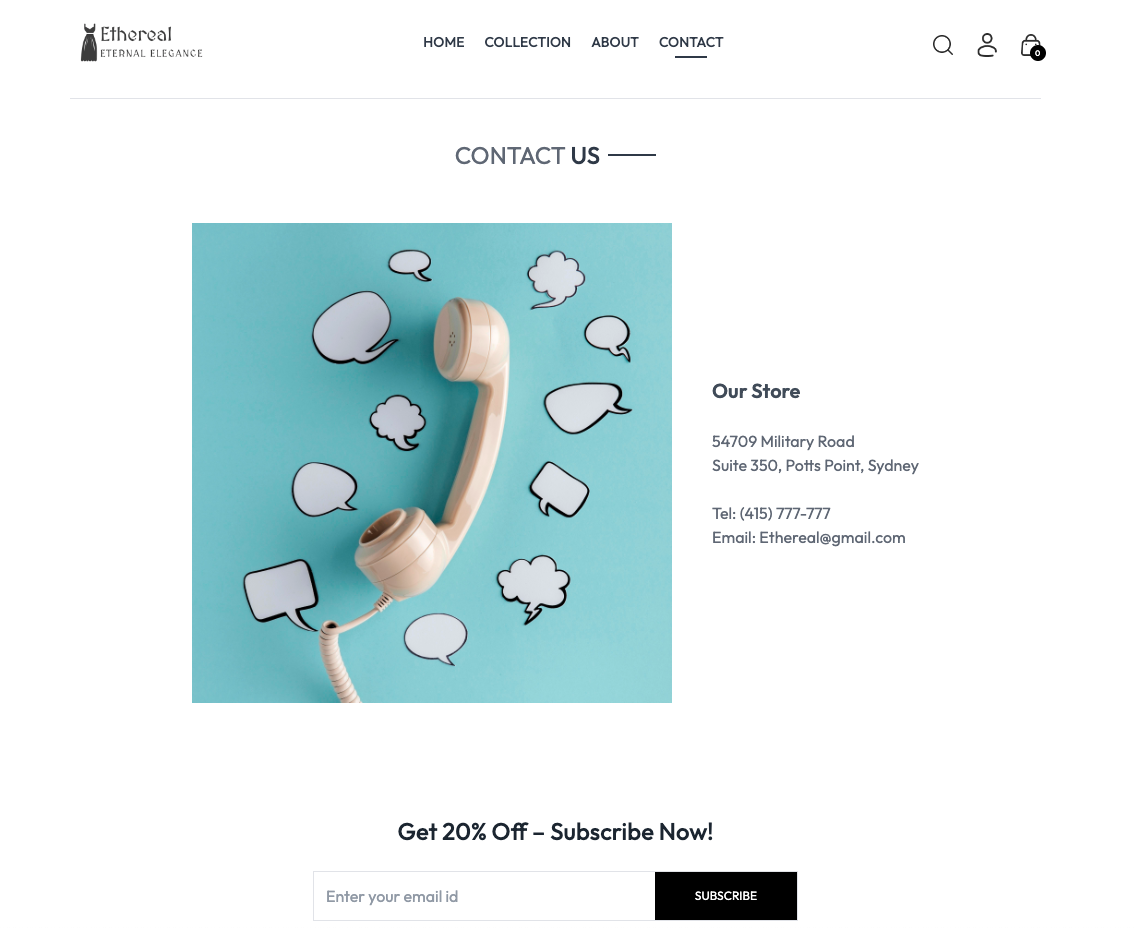 Ethereal
ETERNAL ELEGANCE
HOME COLLECTION ABOUT CONTACT
0
CONTACT US
Our Store
54709 Military Road
Suite 350, Potts Point, Sydney
Tel: (415) 777-777
Email: Ethereal@gmail.com
Get 20% Off – Subscribe Now!
Enter your email id
SUBSCRIBE